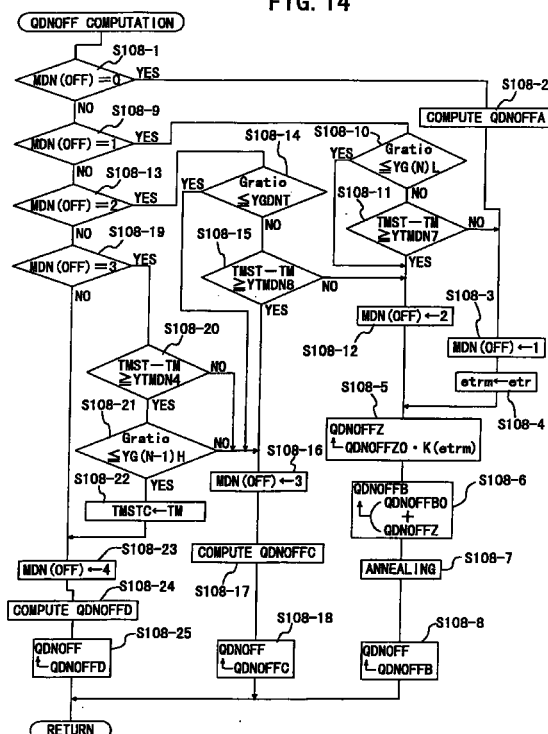 FIG. 14
QDNOFF COMPUTATION
S108-1
MDN(OFF)=0
YES
NO
S108-2
COMPUTE QDNOFFA
S108-9
MDN(OFF)=1
YES
NO
S108-10
Gratio
≦YG(N)L
YES
NO
S108-11
TMST-TM
≧YTMDN7
NO
YES
S108-13
MDN(OFF)=2
YES
NO
S108-14
Gratio
≦YGDNT
YES
NO
S108-15
TMST-TM
≧YTMDN8
NO
YES
S108-19
MDN(OFF)=3
YES
NO
MDN(OFF)←2
S108-12
S108-3
MDN(OFF)←1
etrm←etr
S108-4
S108-20
TMST-TM
≧YTMDN4
NO
YES
S108-21
Gratio
≦YG(N-1)H
NO
YES
S108-22
TMSTC←TM
S108-5
QDNOFFZ
QDNOFFZ0・K(etrm)
S108-16
MDN(OFF)←3
S108-6
QDNOFFB
QDNOFFB0
+
QDNOFFZ
S108-23
MDN(OFF)←4
COMPUTE QDNOFFC
S108-17
S108-7
ANNEALING
S108-24
COMPUTE QDNOFFD
S108-25
QDNOFF
QDNOFFD
S108-18
QDNOFF
QDNOFFC
S108-8
QDNOFF
QDNOFFB
RETURN